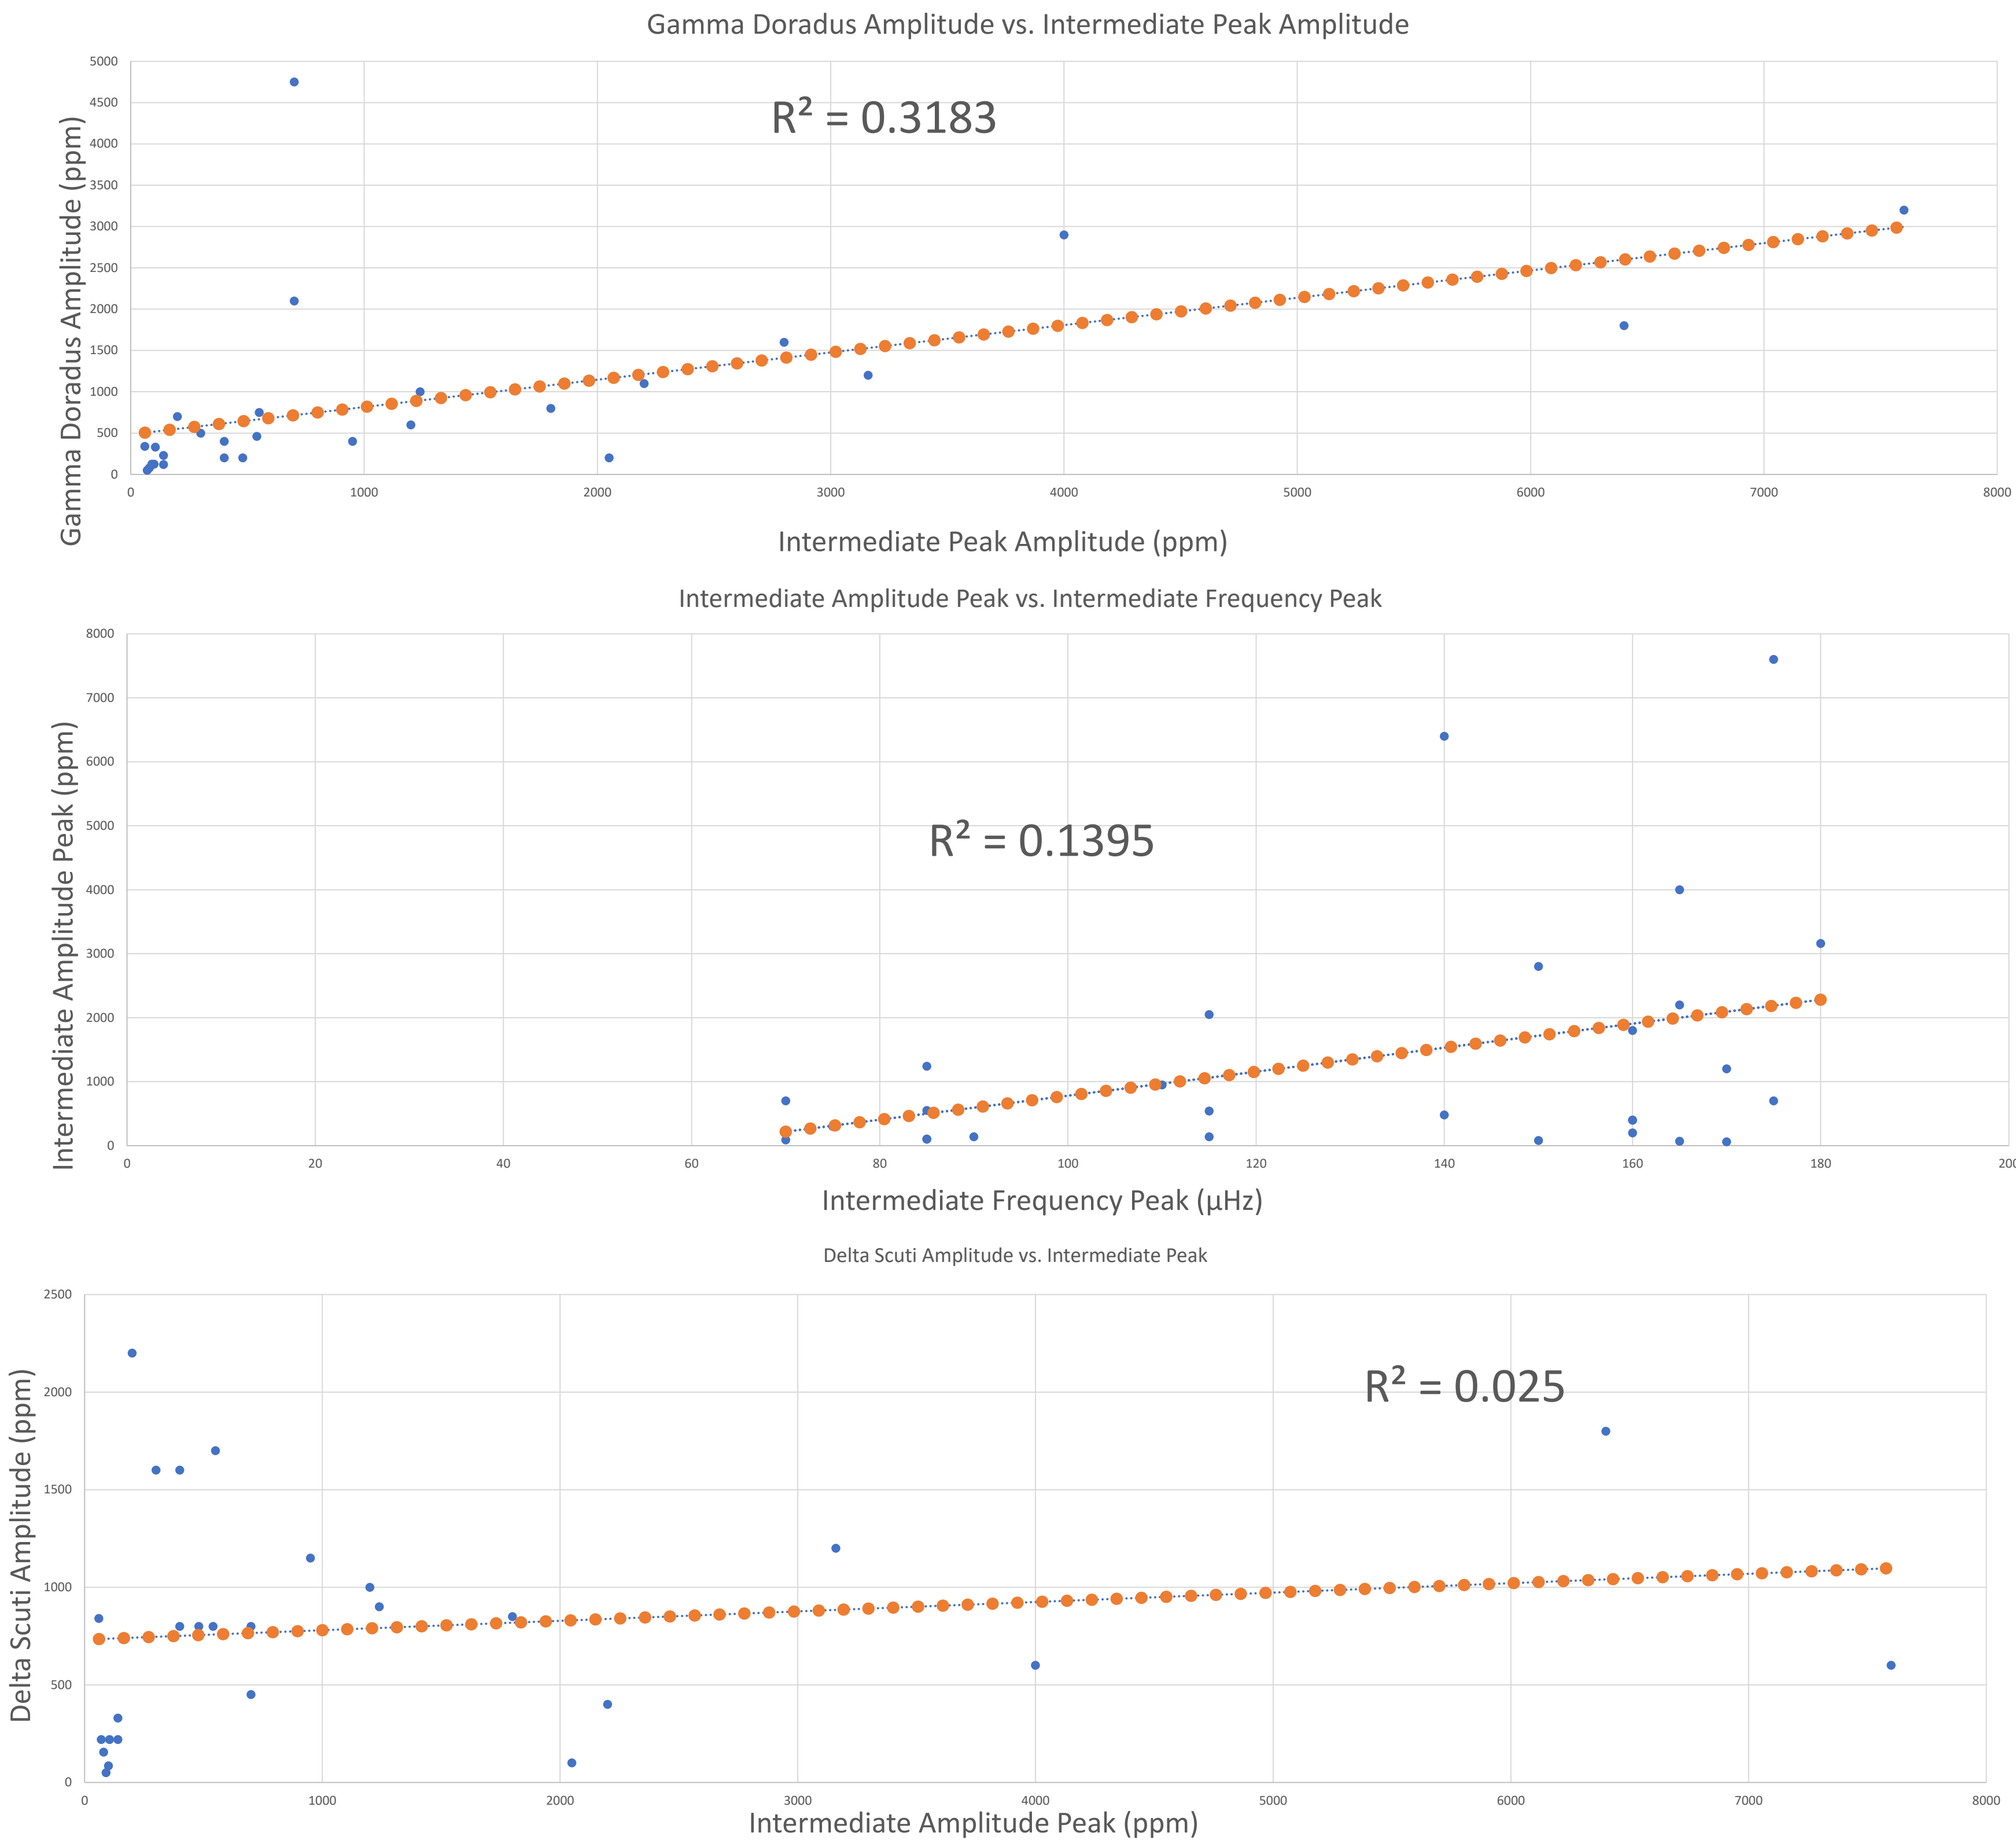 Gamma Doradus Amplitude vs. Intermediate Peak Amplitude
R² = 0.3183
Gamma Doradus Amplitude (ppm)
5000
4500
4000
3500
3000
2500
2000
1500
1000
500
0
0 1000 2000 3000 4000 5000 6000 7000 8000
Intermediate Peak Amplitude (ppm)
Intermediate Amplitude Peak vs. Intermediate Frequency Peak
R² = 0.1395
Intermediate Amplitude Peak (ppm)
8000
7000
6000
5000
4000
3000
2000
1000
0
0 20 40 60 80 100 120 140 160 180 200
Intermediate Frequency Peak (µHz)
Delta Scuti Amplitude vs. Intermediate Peak
R² = 0.025
Delta Scuti Amplitude (ppm)
2500
2000
1500
1000
500
0
0 1000 2000 3000 4000 5000 6000 7000 8000
Intermediate Amplitude Peak (ppm)